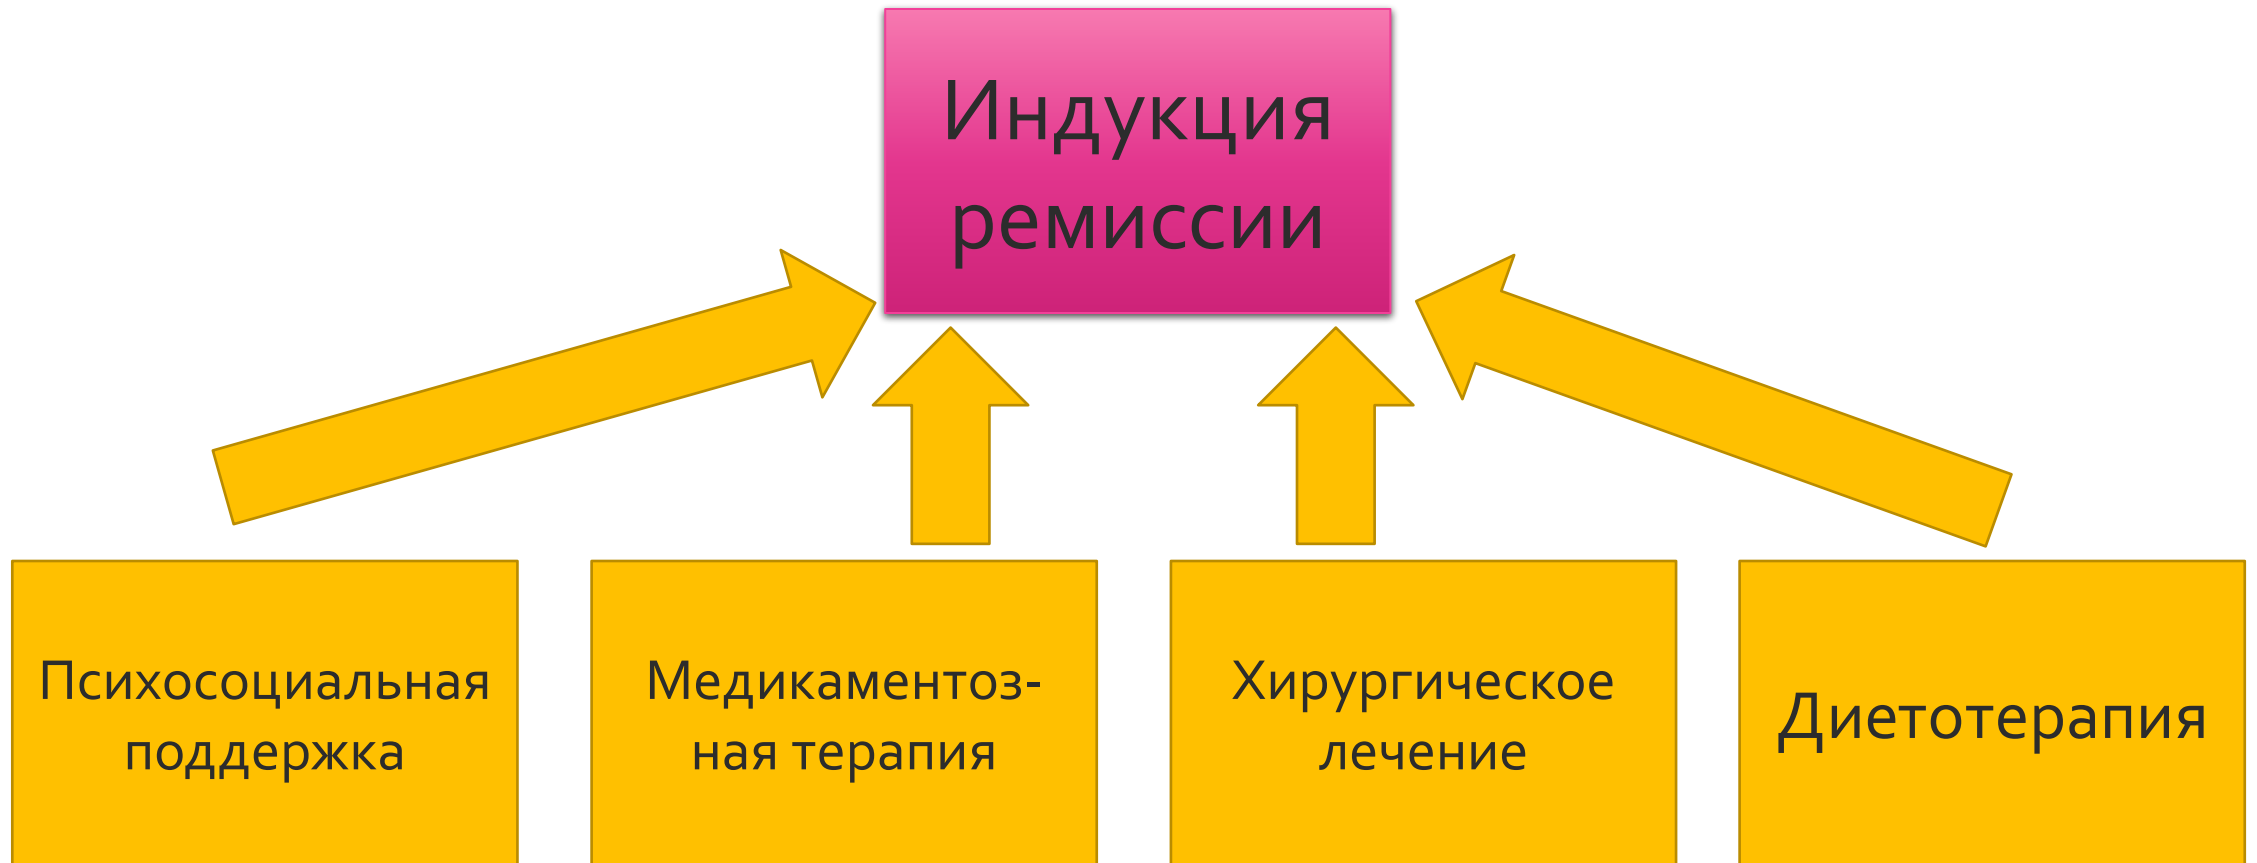 Индукция
ремиссии
Психосоциальная
поддержка
Медикаментоз-
ная терапия
Хирургическое
лечение
Диетотерапия